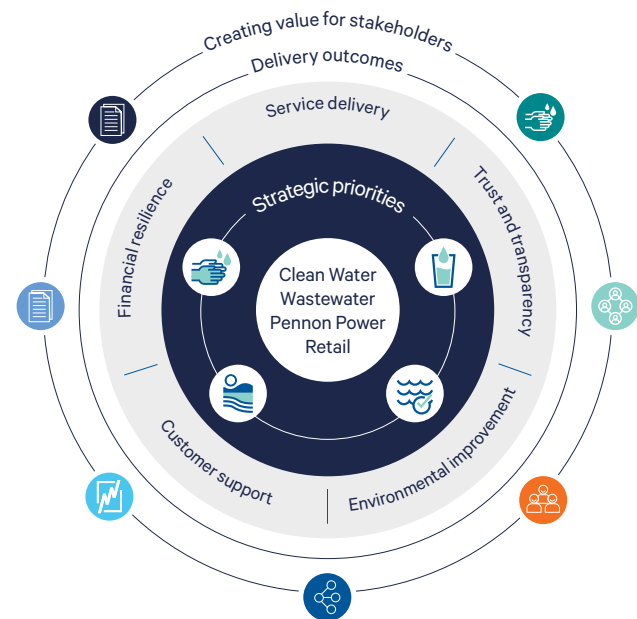 Creating value for stakeholders
Delivery outcomes
Service delivery
Trust and transparency
Environmental improvement
Customer support
Financial resilience
Strategic priorities
Clean Water
Wastewater
Pennon Power
Retail